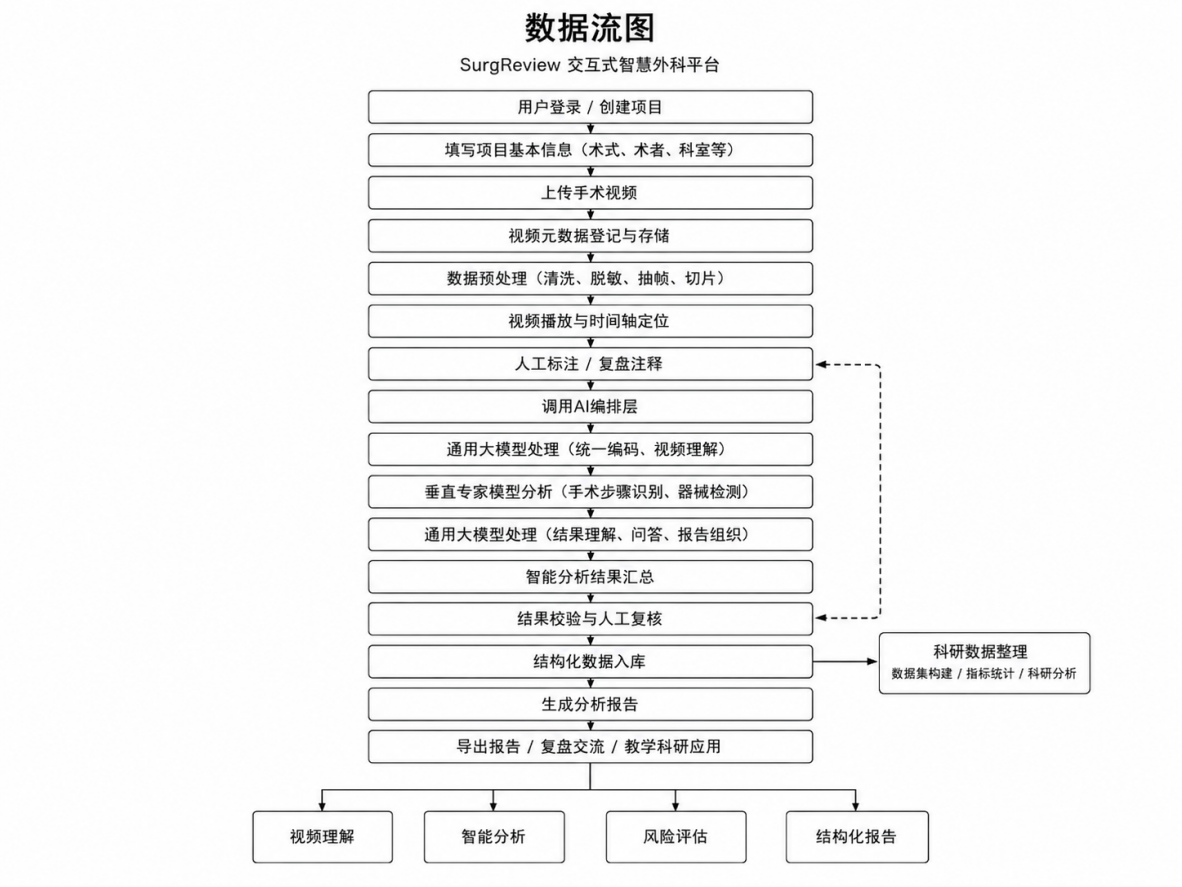 数据流图
SurgReview 交互式智慧外科平台
用户登录 / 创建项目
填写项目基本信息（术式、术者、科室等）
上传手术视频
视频元数据登记与存储
数据预处理（清洗、脱敏、抽帧、切片）
视频播放与时间轴定位
人工标注 / 复盘注释
调用AI编排层
通用大模型处理（统一编码、视频理解）
垂直专家模型分析（手术步骤识别、器械检测）
通用大模型处理（结果理解、问答、报告组织）
智能分析结果汇总
结果校验与人工复核
结构化数据入库
科研数据整理
数据集构建 / 指标统计 / 科研分析
生成分析报告
导出报告 / 复盘交流 / 教学科研应用
视频理解
智能分析
风险评估
结构化报告